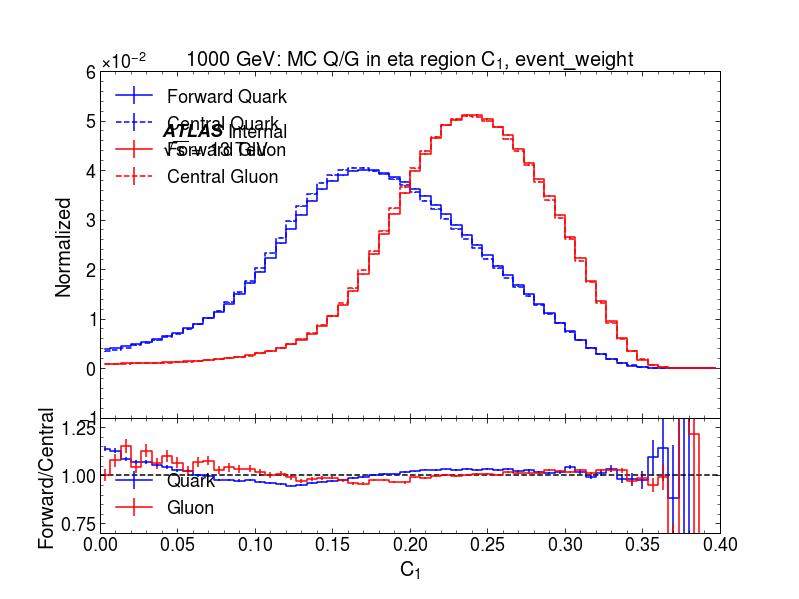 ×10⁻²
1000 GeV: MC Q/G in eta region C₁, event_weight
6
5
4
3
2
1
0
−1
Normalized
Forward Quark
Central Quark
ATLAS Internal
√s = 13 TeV
Forward Gluon
Central Gluon
1.25
1.00
0.75
Forward/Central
Quark
Gluon
0.00 0.05 0.10 0.15 0.20 0.25 0.30 0.35 0.40
C₁